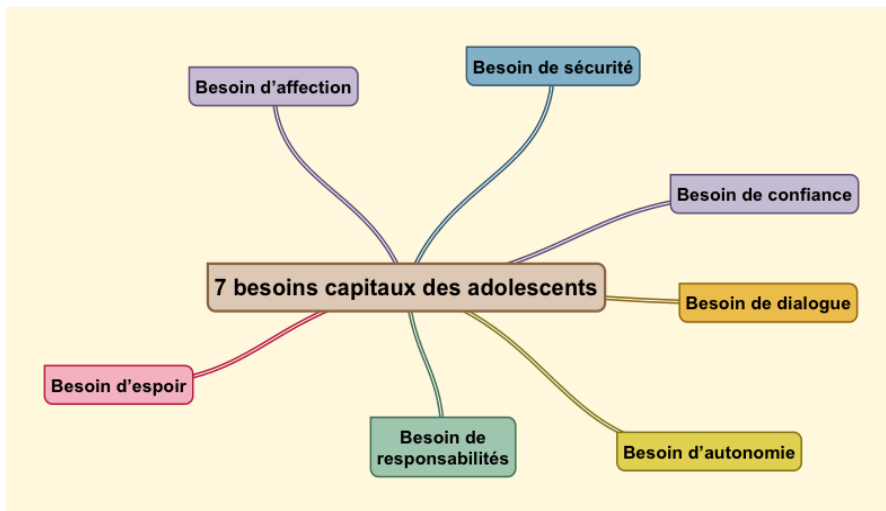 Besoin de sécurité
Besoin d’affection
Besoin de confiance
7 besoins capitaux des adolescents
Besoin de dialogue
Besoin d’espoir
Besoin de
responsabilités
Besoin d’autonomie